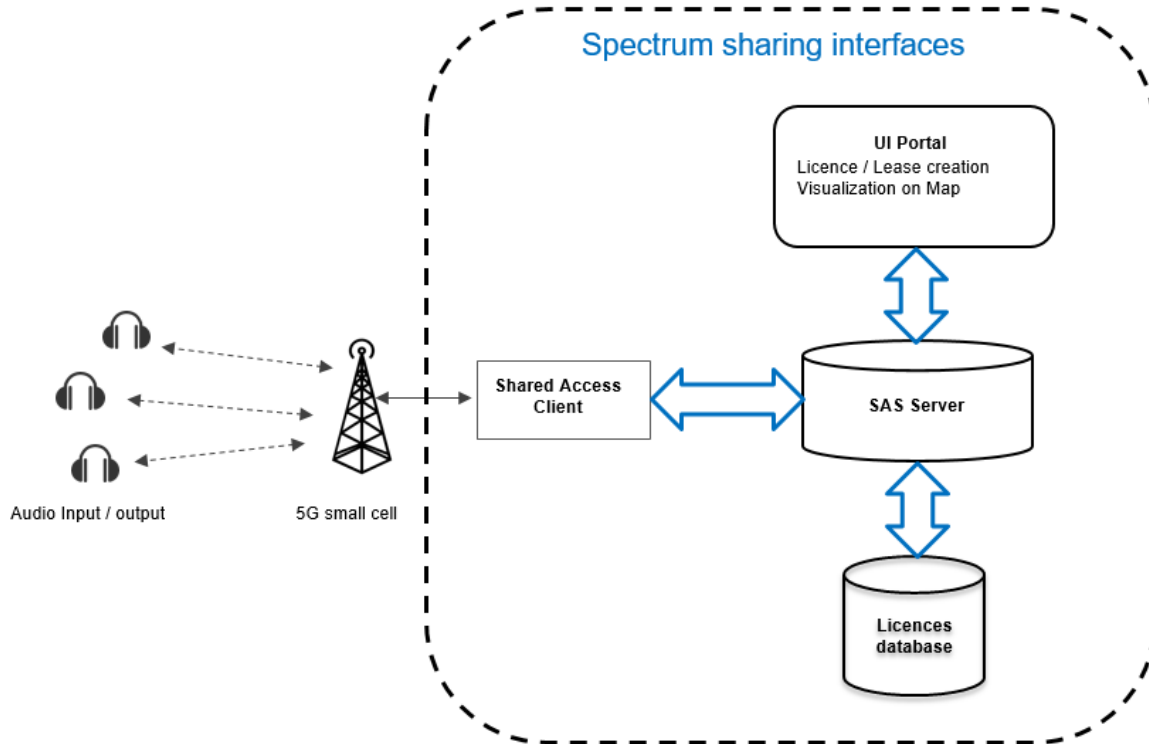 Spectrum sharing interfaces
UI Portal
Licence / Lease creation
Visualization on Map
Shared Access
Client
SAS Server
Audio Input / output
5G small cell
Licences
database